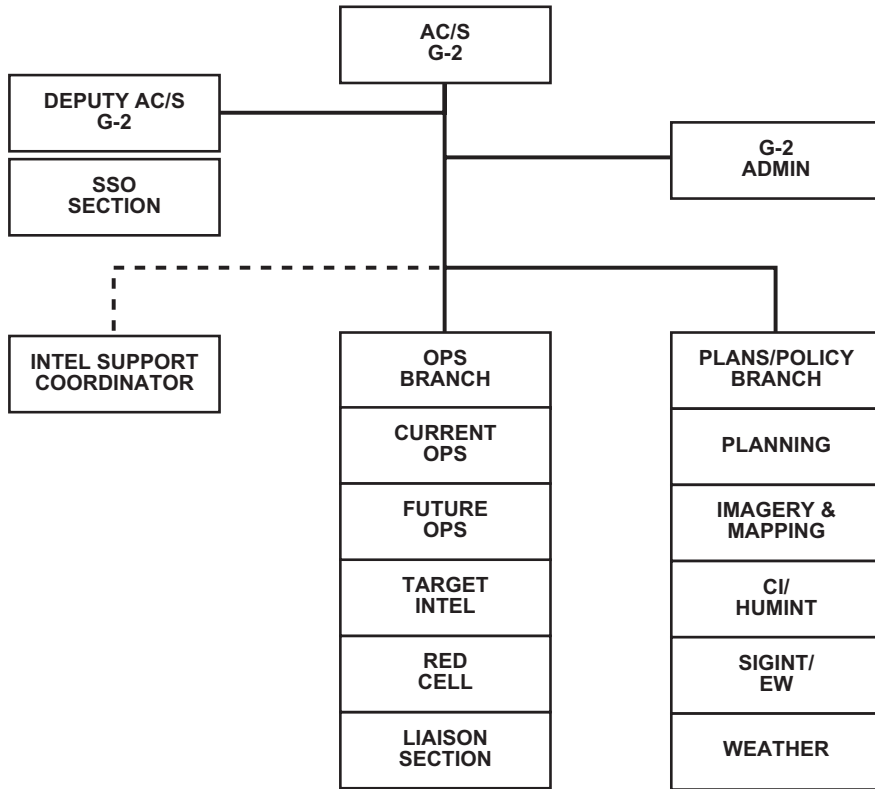 AC/S
G-2
DEPUTY AC/S
G-2
SSO
SECTION
G-2
ADMIN
INTEL SUPPORT
COORDINATOR
OPS
BRANCH
CURRENT
OPS
FUTURE
OPS
TARGET
INTEL
RED
CELL
LIAISON
SECTION
PLANS/POLICY
BRANCH
PLANNING
IMAGERY &
MAPPING
CI/
HUMINT
SIGINT/
EW
WEATHER